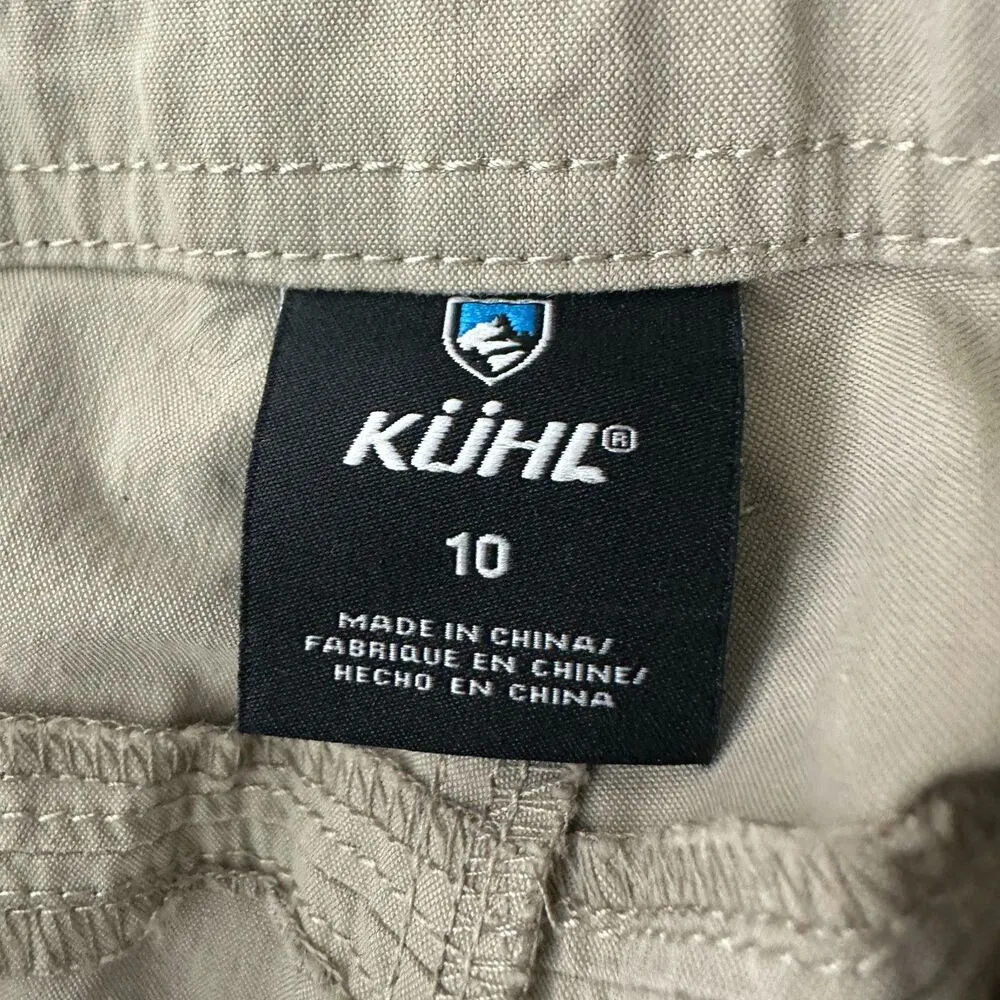 KÜHL®
10
MADE IN CHINA/
FABRIQUE EN CHINE/
HECHO EN CHINA